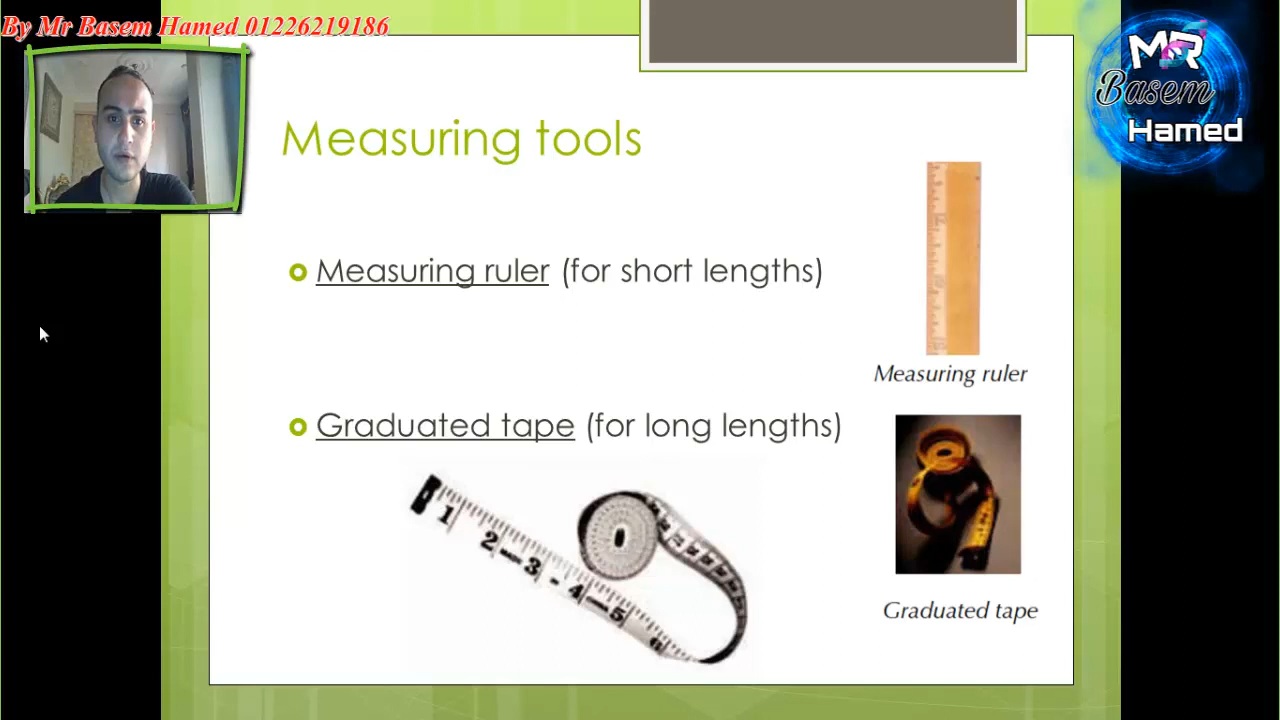 By Mr Basem Hamed 01226219186
MR
Basem
Hamed
Measuring tools
Measuring ruler (for short lengths)
Measuring ruler
Graduated tape (for long lengths)
1
2
3
4
5
6
Graduated tape